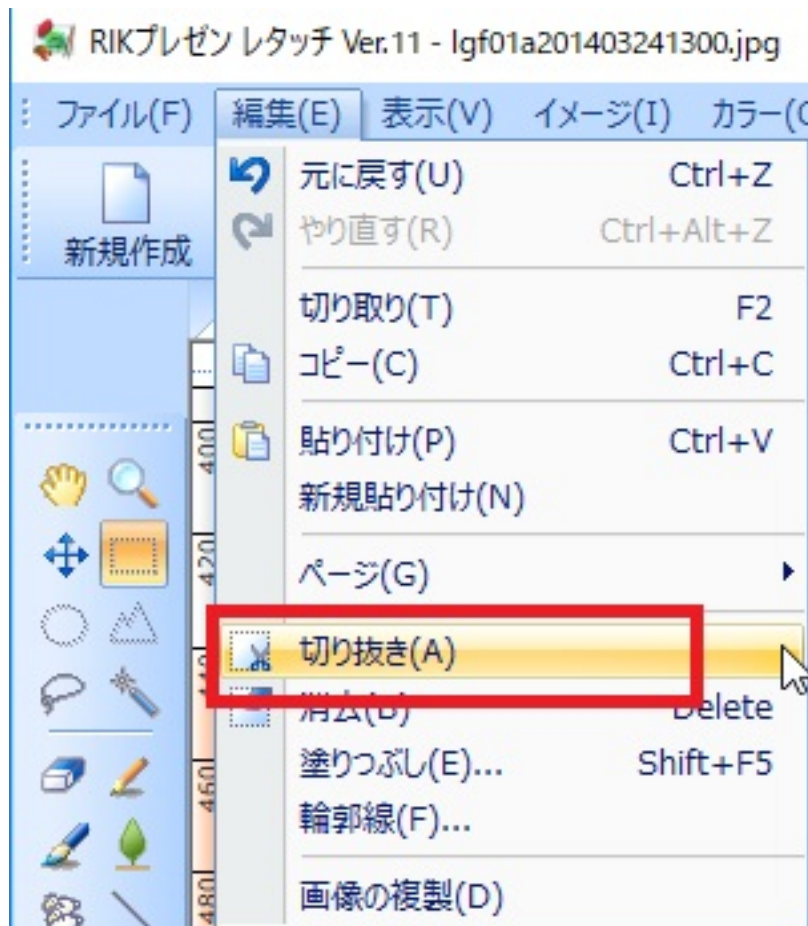 RIKプレゼン レタッチ Ver.11 - lgf01a201403241300.jpg
ファイル(F) 編集(E) 表示(V) イメージ(I) カラー(
新規作成
元に戻す(U) Ctrl+Z
やり直す(R) Ctrl+Alt+Z
切り取り(T) F2
コピー(C) Ctrl+C
貼り付け(P) Ctrl+V
新規貼り付け(N)
ページ(G)
切り抜き(A)
消去(B) Delete
塗りつぶし(E)... Shift+F5
輪郭線(F)...
画像の複製(D)
400
420
460
480